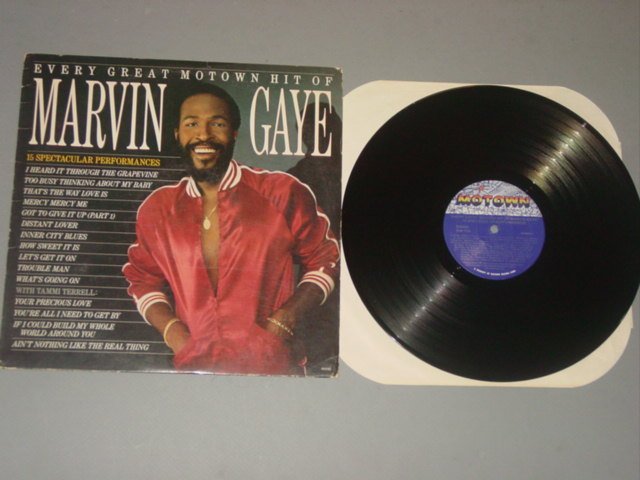 EVERY GREAT MOTOWN HIT OF
MARVIN GAYE
15 SPECTACULAR PERFORMANCES
I HEARD IT THROUGH THE GRAPEVINE
TOO BUSY THINKING ABOUT MY BABY
THAT'S THE WAY LOVE IS
MERCY MERCY ME
GOT TO GIVE IT UP (PART 1)
DISTANT LOVER
INNER CITY BLUES
HOW SWEET IT IS
LET'S GET IT ON
TROUBLE MAN
WHAT'S GOING ON
WITH TAMMI TERRELL:
YOUR PRECIOUS LOVE
YOU'RE ALL I NEED TO GET BY
IF I COULD BUILD MY WHOLE
WORLD AROUND YOU
AIN'T NOTHING LIKE THE REAL THING
MOTOWN